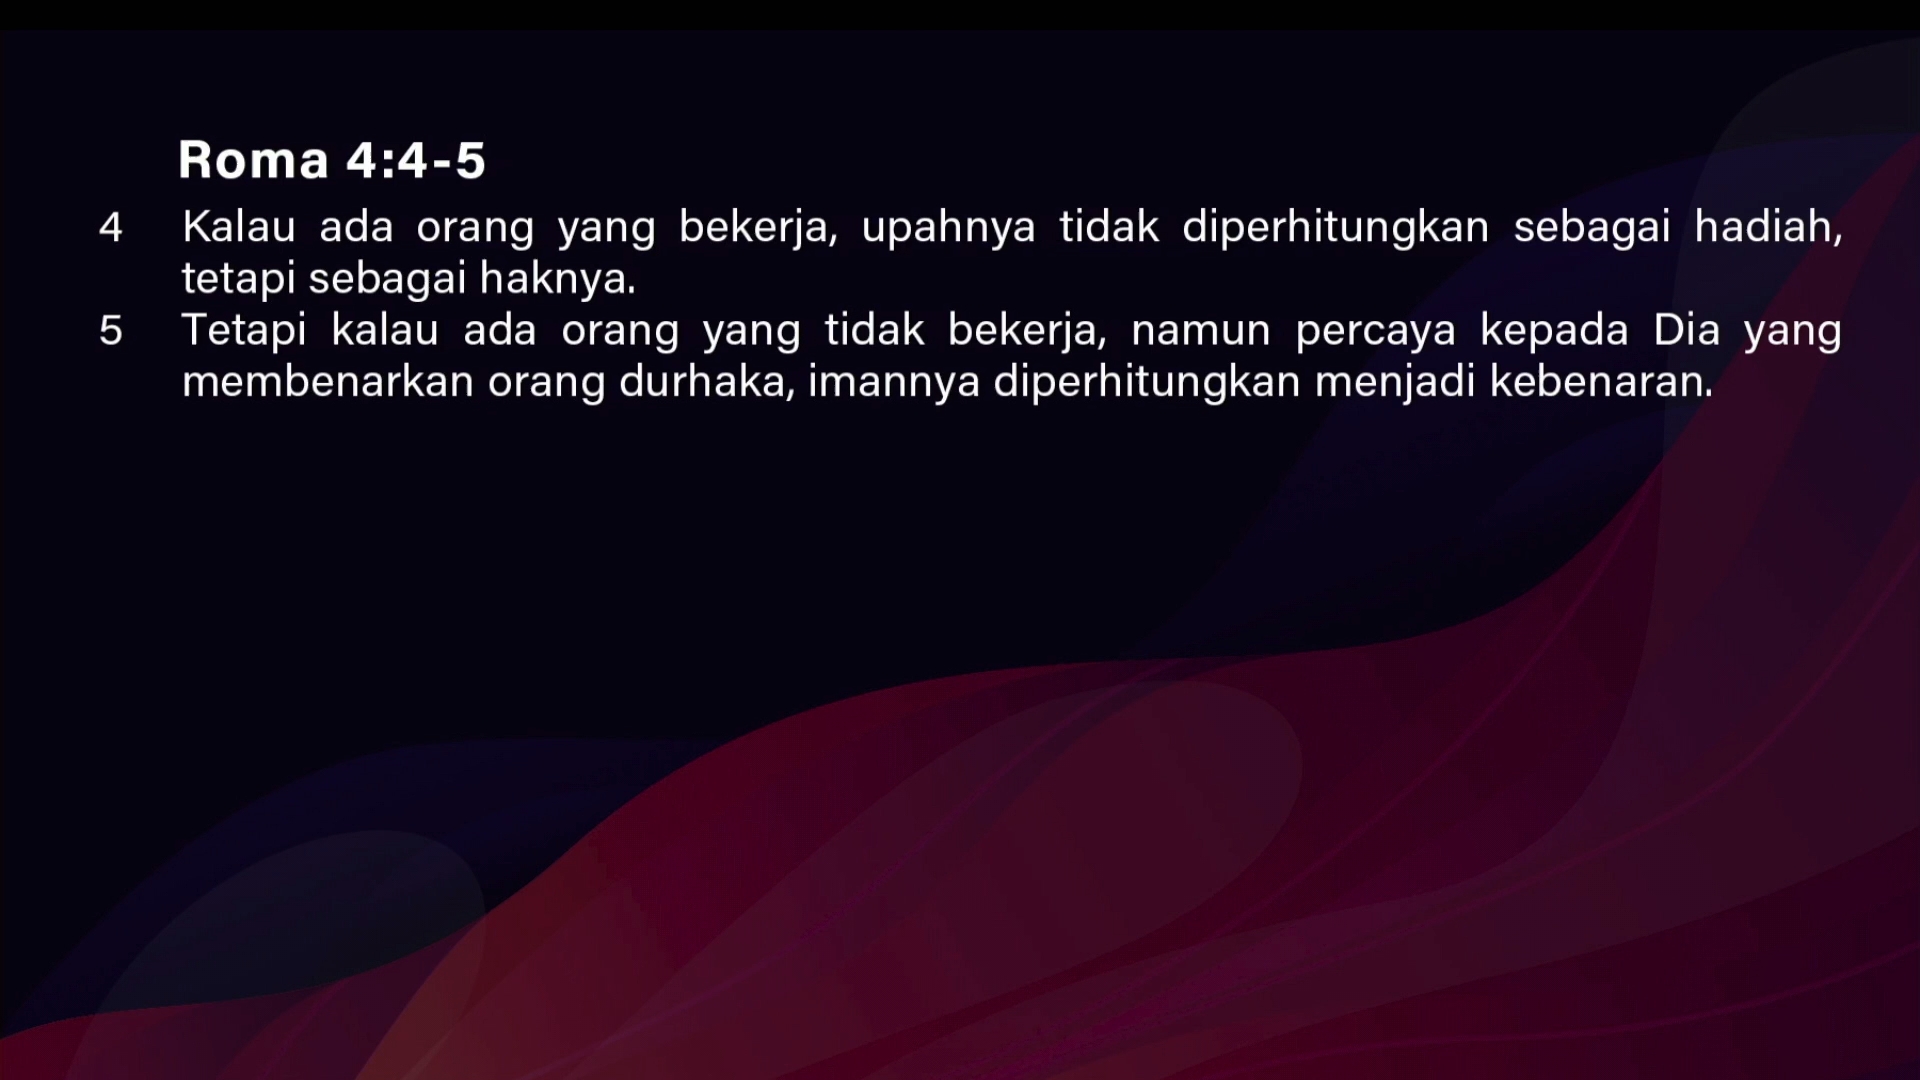 Roma 4:4-5
4 Kalau ada orang yang bekerja, upahnya tidak diperhitungkan sebagai hadiah,
tetapi sebagai haknya.
5 Tetapi kalau ada orang yang tidak bekerja, namun percaya kepada Dia yang
membenarkan orang durhaka, imannya diperhitungkan menjadi kebenaran.